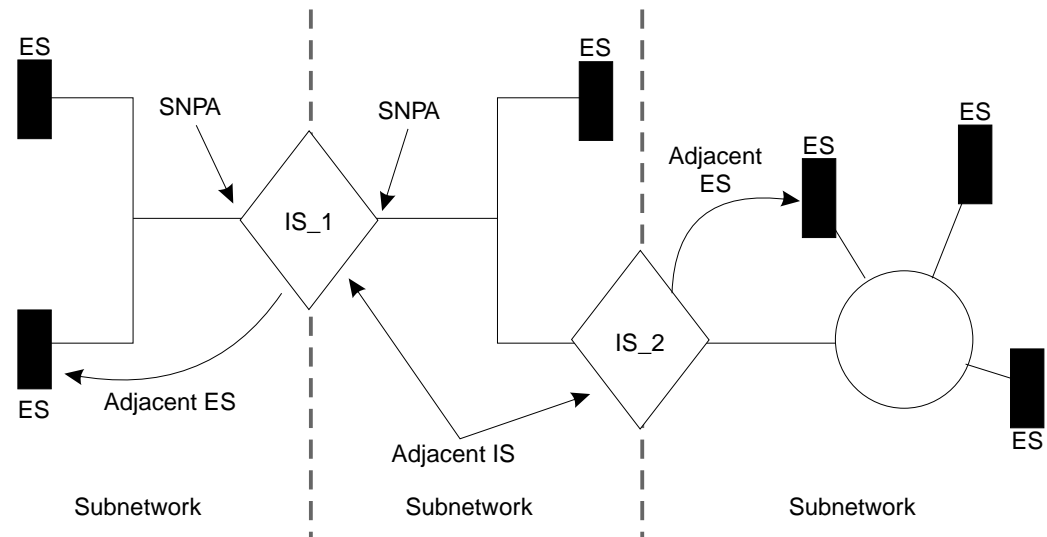 ES
ES
SNPA
SNPA
ES
ES
Adjacent
ES
IS_1
IS_2
Adjacent ES
ES
Adjacent IS
ES
Subnetwork
Subnetwork
Subnetwork